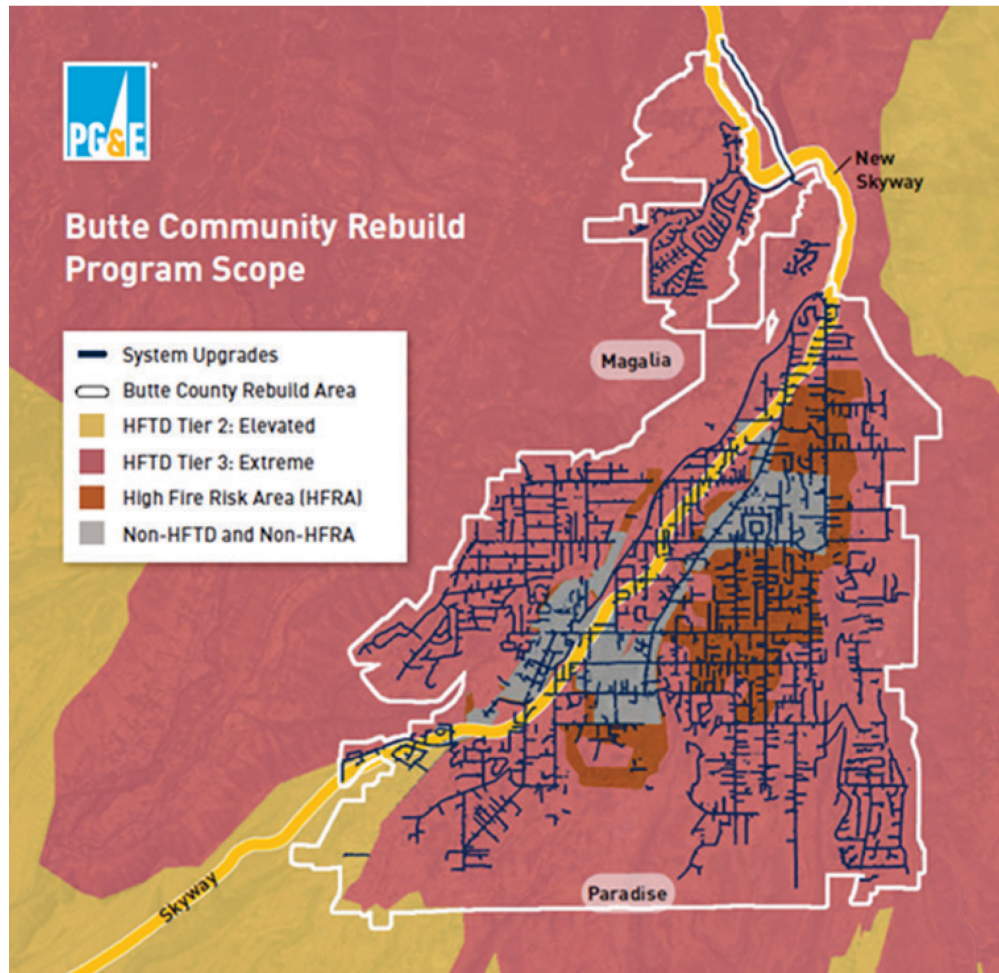 PG&E
Butte Community Rebuild
Program Scope
System Upgrades
Butte County Rebuild Area
HFTD Tier 2: Elevated
HFTD Tier 3: Extreme
High Fire Risk Area (HFRA)
Non-HFTD and Non-HFRA
New
Skyway
Magalia
Skyway
Paradise